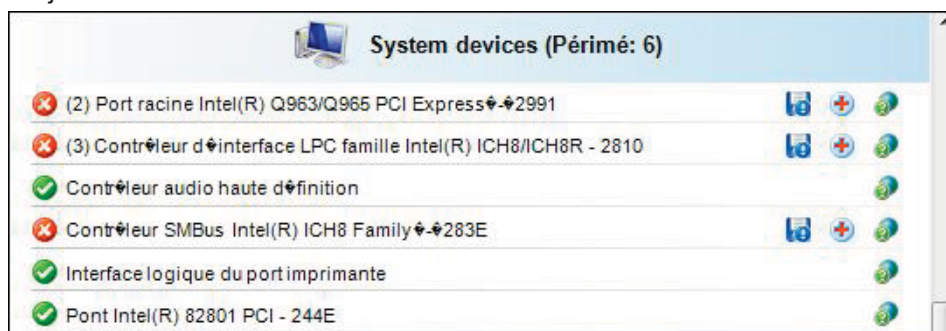 System devices (Périmé: 6)
(2) Port racine Intel(R) Q963/Q965 PCI Express�-�2991
(3) Contr�leur d�interface LPC famille Intel(R) ICH8/ICH8R - 2810
Contr�leur audio haute d�finition
Contr�leur SMBus Intel(R) ICH8 Family�-�283E
Interface logique du port imprimante
Pont Intel(R) 82801 PCI - 244E